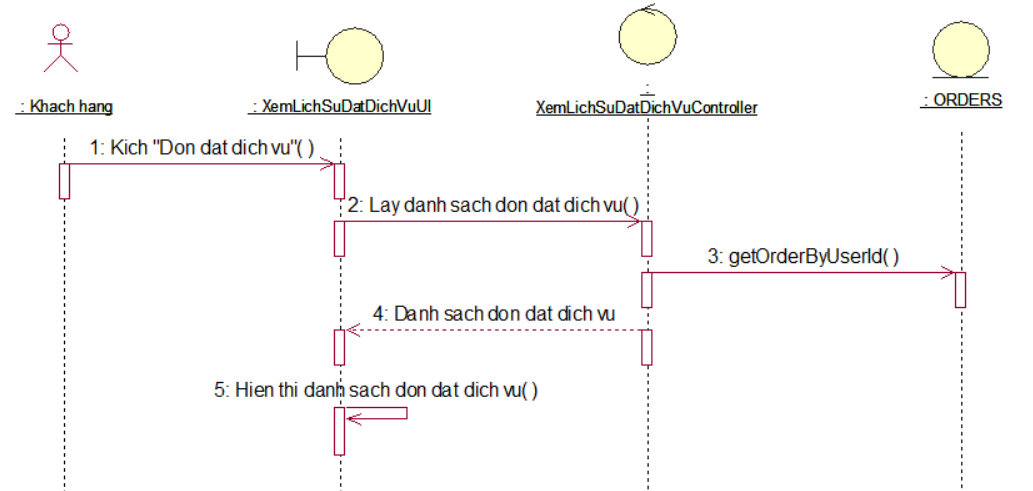 : Khach hang
: XemLichSuDatDichVuUI
:
XemLichSuDatDichVuController
: ORDERS
1: Kich "Don dat dich vu"( )
2: Lay danh sach don dat dich vu( )
3: getOrderByUserId( )
4: Danh sach don dat dich vu
5: Hien thi danh sach don dat dich vu( )